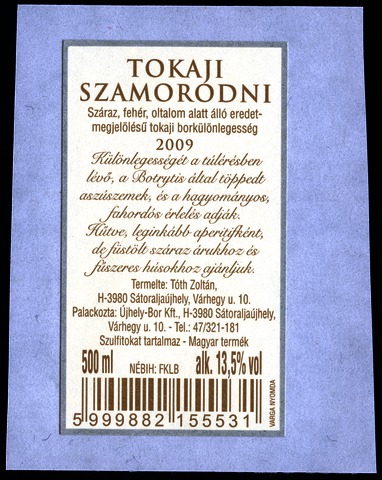 TOKAJI
SZAMORODNI
Száraz, fehér, oltalom alatt álló eredet-
megjelölésű tokaji borkülönlegesség
2009
Különlegességét a túlérésben
lévő, a Botrytis által töppedt
aszúszemek, és a hagyományos,
fahordós érlelés adják.
Hűtve, leginkább aperitifként,
de füstölt száraz árukhoz és
fűszeres húsokhoz ajánljuk.
Termelte: Tóth Zoltán,
H-3980 Sátoraljaújhely, Várhegy u. 10.
Palackozta: Újhely-Bor Kft., H-3980 Sátoraljaújhely,
Várhegy u. 10. - Tel.: 47/321-181
Szulfitokat tartalmaz - Magyar termék
500 ml NÉBIH: FKLB alk. 13,5% vol
5 999882 155531
VARGA NYOMDA